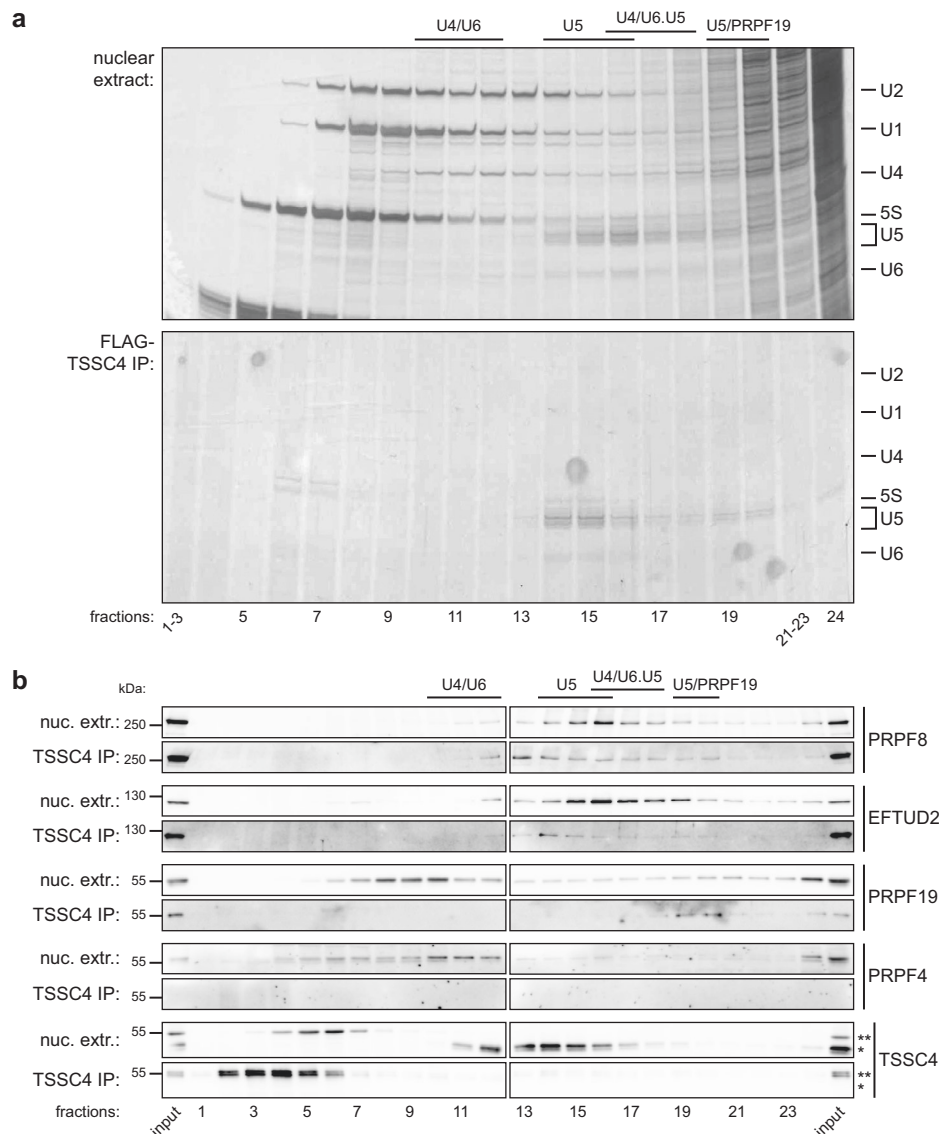 a
U4/U6 U5 U4/U6.U5 U5/PRPF19
nuclear
extract:
U2
U1
U4
5S
U5
U6
FLAG-
TSSC4 IP:
U2
U1
U4
5S
U5
U6
fractions: 1-3 5 7 9 11 13 15 17 19 21-23 24
b
kDa: U4/U6 U5 U4/U6.U5 U5/PRPF19
nuc. extr.: 250
TSSC4 IP: 250
PRPF8
nuc. extr.: 130
TSSC4 IP: 130
EFTUD2
nuc. extr.: 55
TSSC4 IP: 55
PRPF19
nuc. extr.: 55
TSSC4 IP: 55
PRPF4
nuc. extr.: 55 **
*
TSSC4 IP: 55 **
*
TSSC4
fractions: input 1 3 5 7 9 11 13 15 17 19 21 23 input